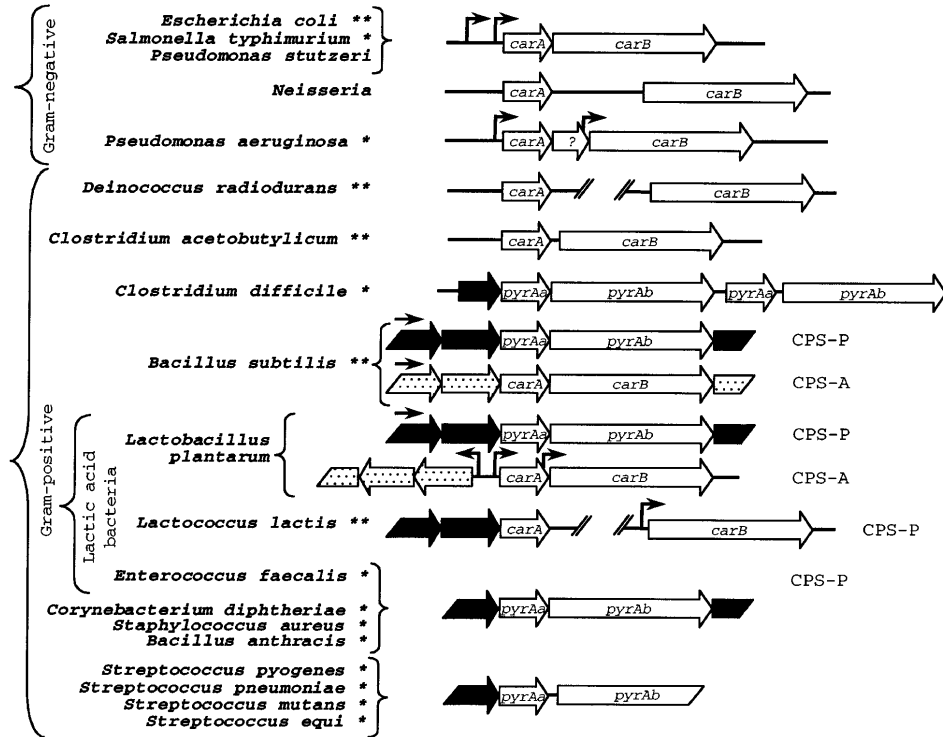 Gram-negative
Escherichia coli **
Salmonella typhimurium *
Pseudomonas stutzeri
carA carB
Neisseria
carA carB
Pseudomonas aeruginosa *
carA ? carB
Gram-positive
Deinococcus radiodurans **
carA carB
Clostridium acetobutylicum **
carA carB
Clostridium difficile *
pyrAa pyrAb pyrAa pyrAb
Bacillus subtilis **
pyrAa pyrAb CPS-P
carA carB CPS-A
Lactic acid
bacteria
Lactobacillus
plantarum
pyrAa pyrAb CPS-P
carA carB CPS-A
Lactococcus lactis **
carA carB CPS-P
Enterococcus faecalis * CPS-P
Corynebacterium diphtheriae *
Staphylococcus aureus *
Bacillus anthracis *
pyrAa pyrAb
Streptococcus pyogenes *
Streptococcus pneumoniae *
Streptococcus mutans *
Streptococcus equi *
pyrAa pyrAb